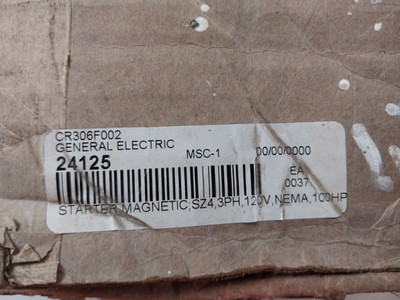 CR306F002
GENERAL ELECTRIC
24125 MSC-1 00/00/0000
EA
0037
STARTER,MAGNETIC;SZ4,3PH,120V,NEMA,100HP